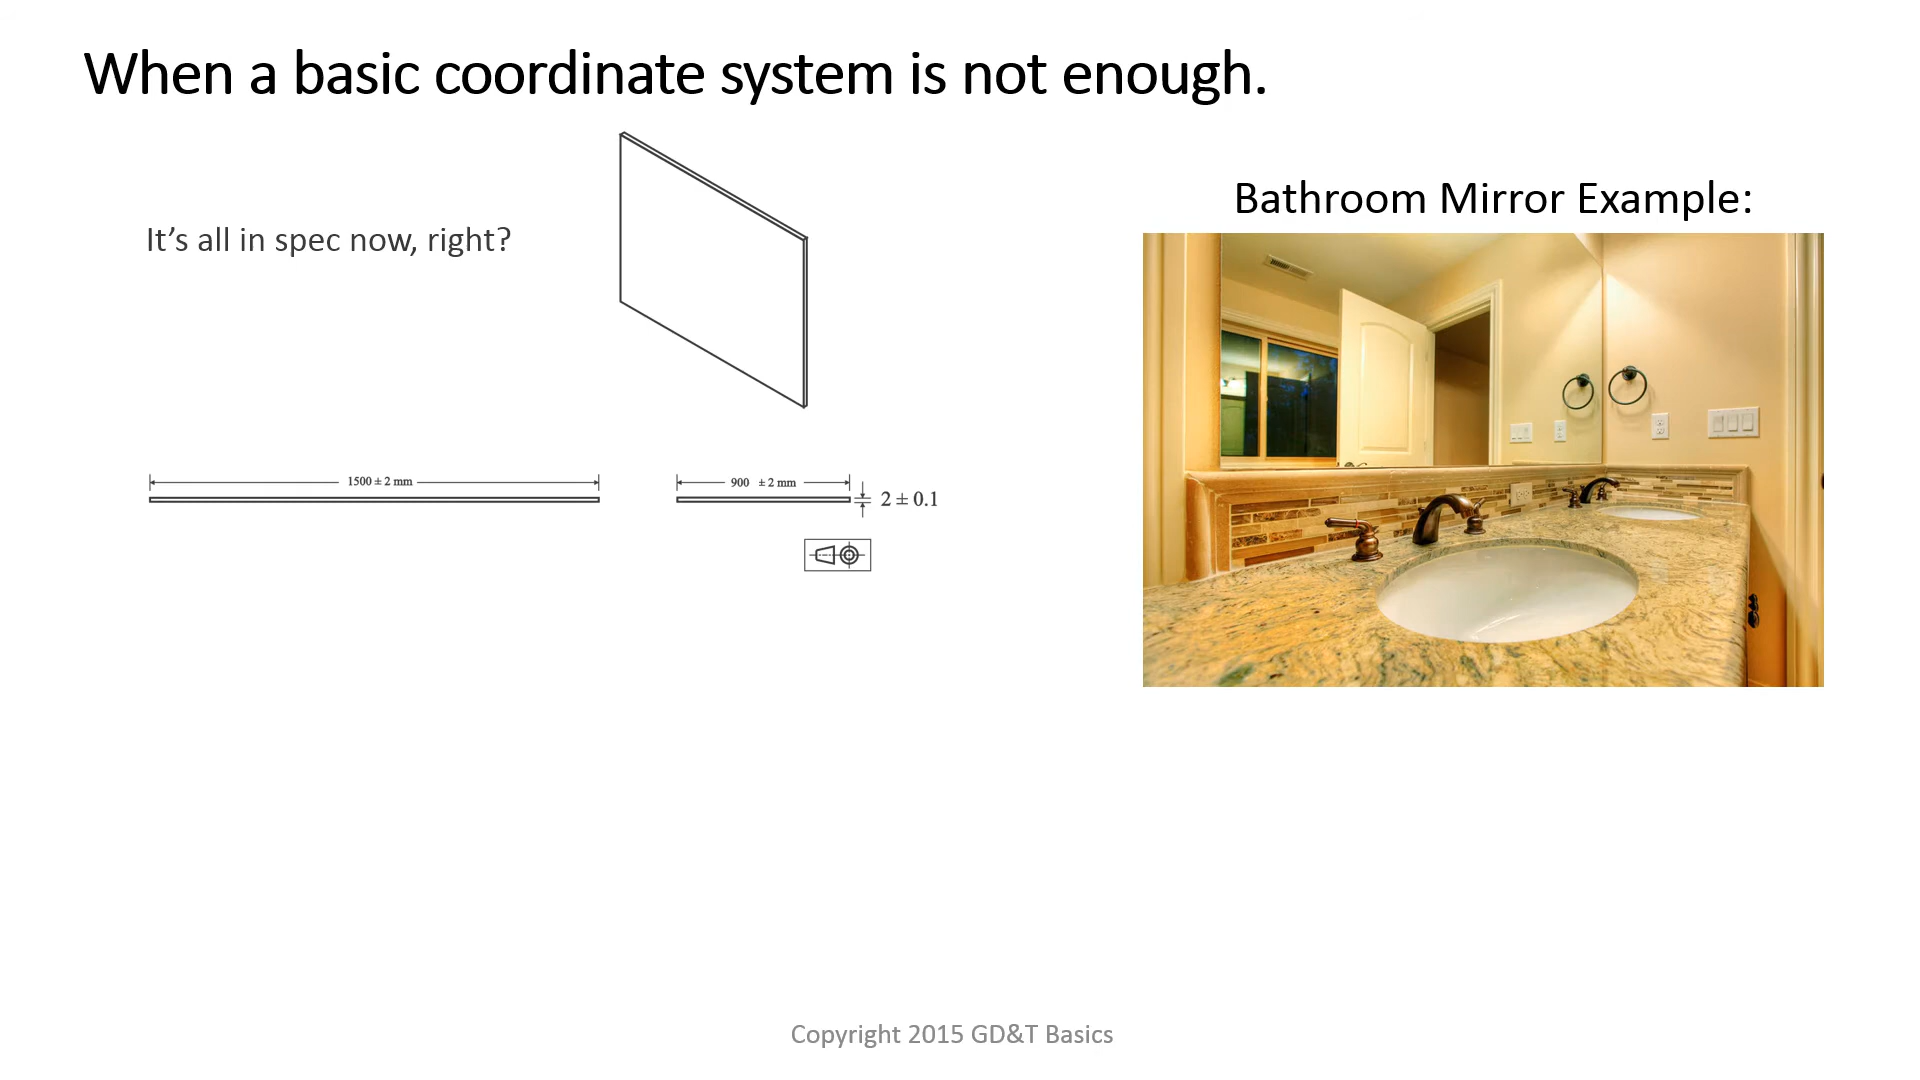 When a basic coordinate system is not enough.
It’s all in spec now, right?
Bathroom Mirror Example:
1500 ± 2 mm
900 ± 2 mm
2 ± 0.1
Copyright 2015 GD&T Basics